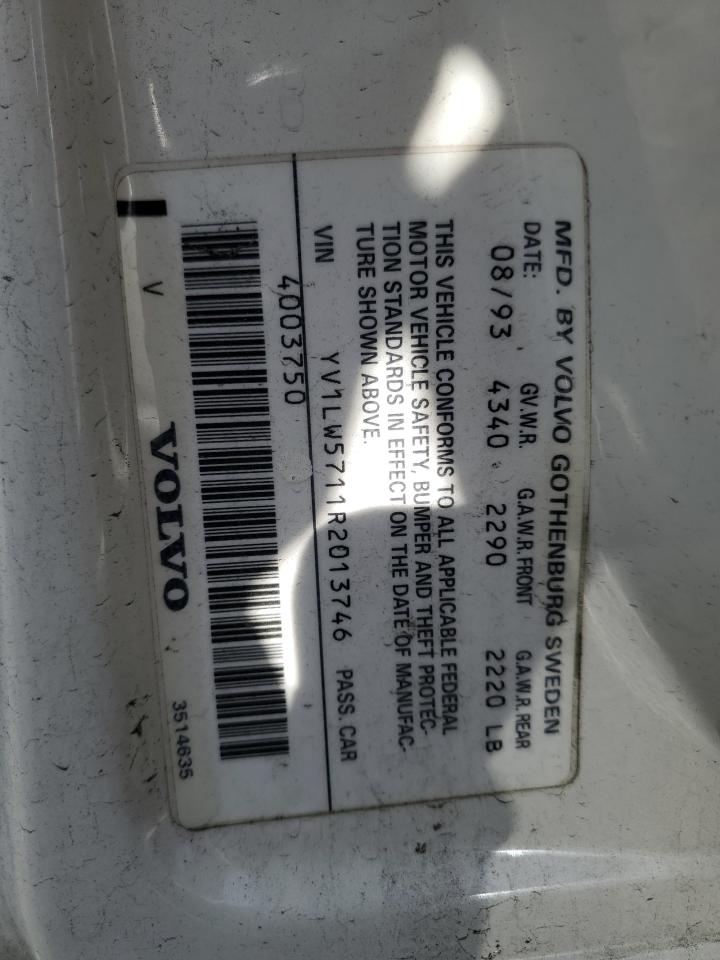 MFD. BY VOLVO GOTHENBURG SWEDEN
DATE: GV.W.R. G.A.W.R. FRONT G.A.W.R. REAR
08/93 4340 2290 2220 LB
THIS VEHICLE CONFORMS TO ALL APPLICABLE FEDERAL
MOTOR VEHICLE SAFETY, BUMPER AND THEFT PROTEC-
TION STANDARDS IN EFFECT ON THE DATE OF MANUFAC-
TURE SHOWN ABOVE.
VIN YV1LW5711R2013746 PASS. CAR
4003750
V VOLVO 3514635